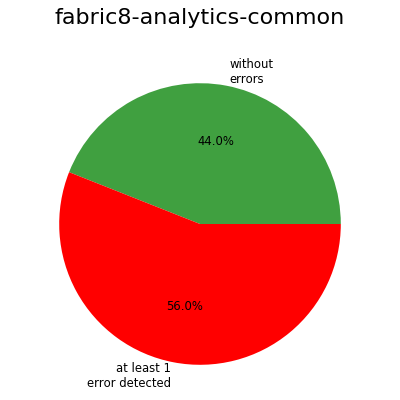 fabric8-analytics-common
without
errors
44.0%
56.0%
at least 1
error detected